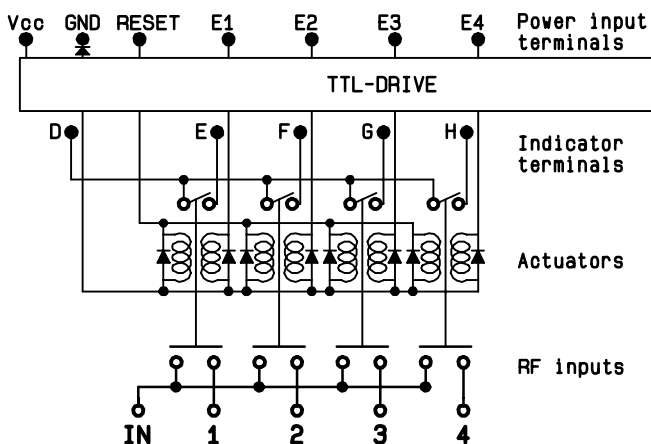 Vcc GND RESET E1 E2 E3 E4 Power input
terminals
TTL-DRIVE
D E F G H Indicator
terminals
Actuators
RF inputs
IN 1 2 3 4